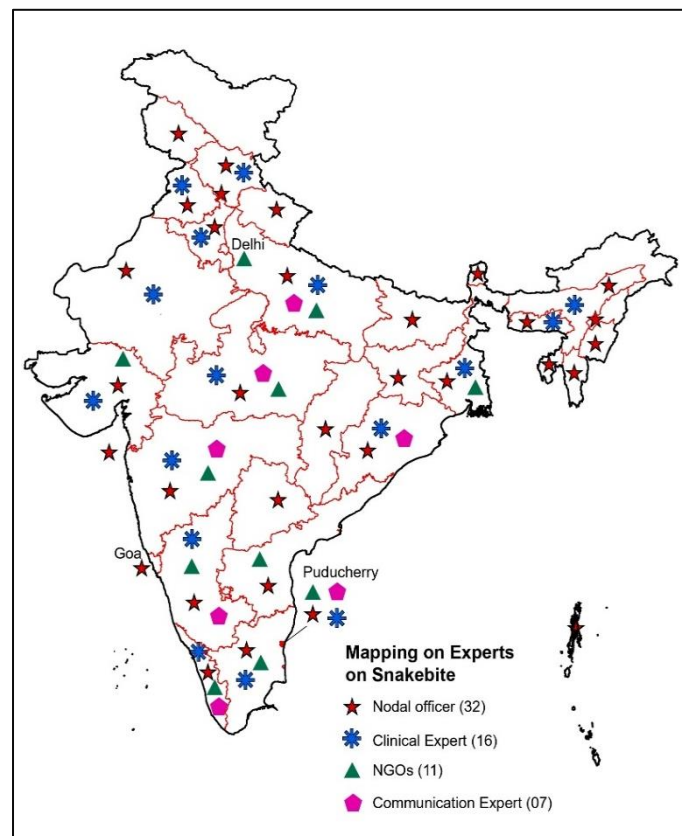 Delhi
Goa
Puducherry
Mapping on Experts
on Snakebite
Nodal officer (32)
Clinical Expert (16)
NGOs (11)
Communication Expert (07)